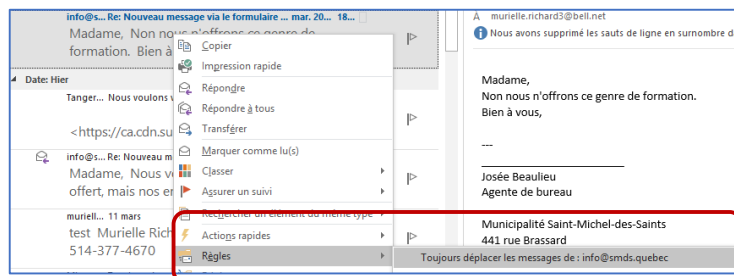 info@s... Re: Nouveau message via le formulaire ... mar. 20... 18...
Madame, Non nous n'offrons ce genre de
formation. Bien à
Date: Hier
Tanger... Nous voulons v
<https://ca.cdn.su
info@s... Re: Nouveau m
Madame, Nous v
offert, mais nos er
muriell... 11 mars
test Murielle Rich
514-377-4670
Copier
Impression rapide
Répondre
Répondre à tous
Transférer
Marquer comme lu(s)
Classer
Assurer un suivi
Rechercher un élément du même type
Actions rapides
Règles
Toujours déplacer les messages de : info@smds.quebec
A murielle.richard3@bell.net
Nous avons supprimé les sauts de ligne en surnombre d
Madame,
Non nous n'offrons ce genre de formation.
Bien à vous,
---
Josée Beaulieu
Agente de bureau
Municipalité Saint-Michel-des-Saints
441 rue Brassard